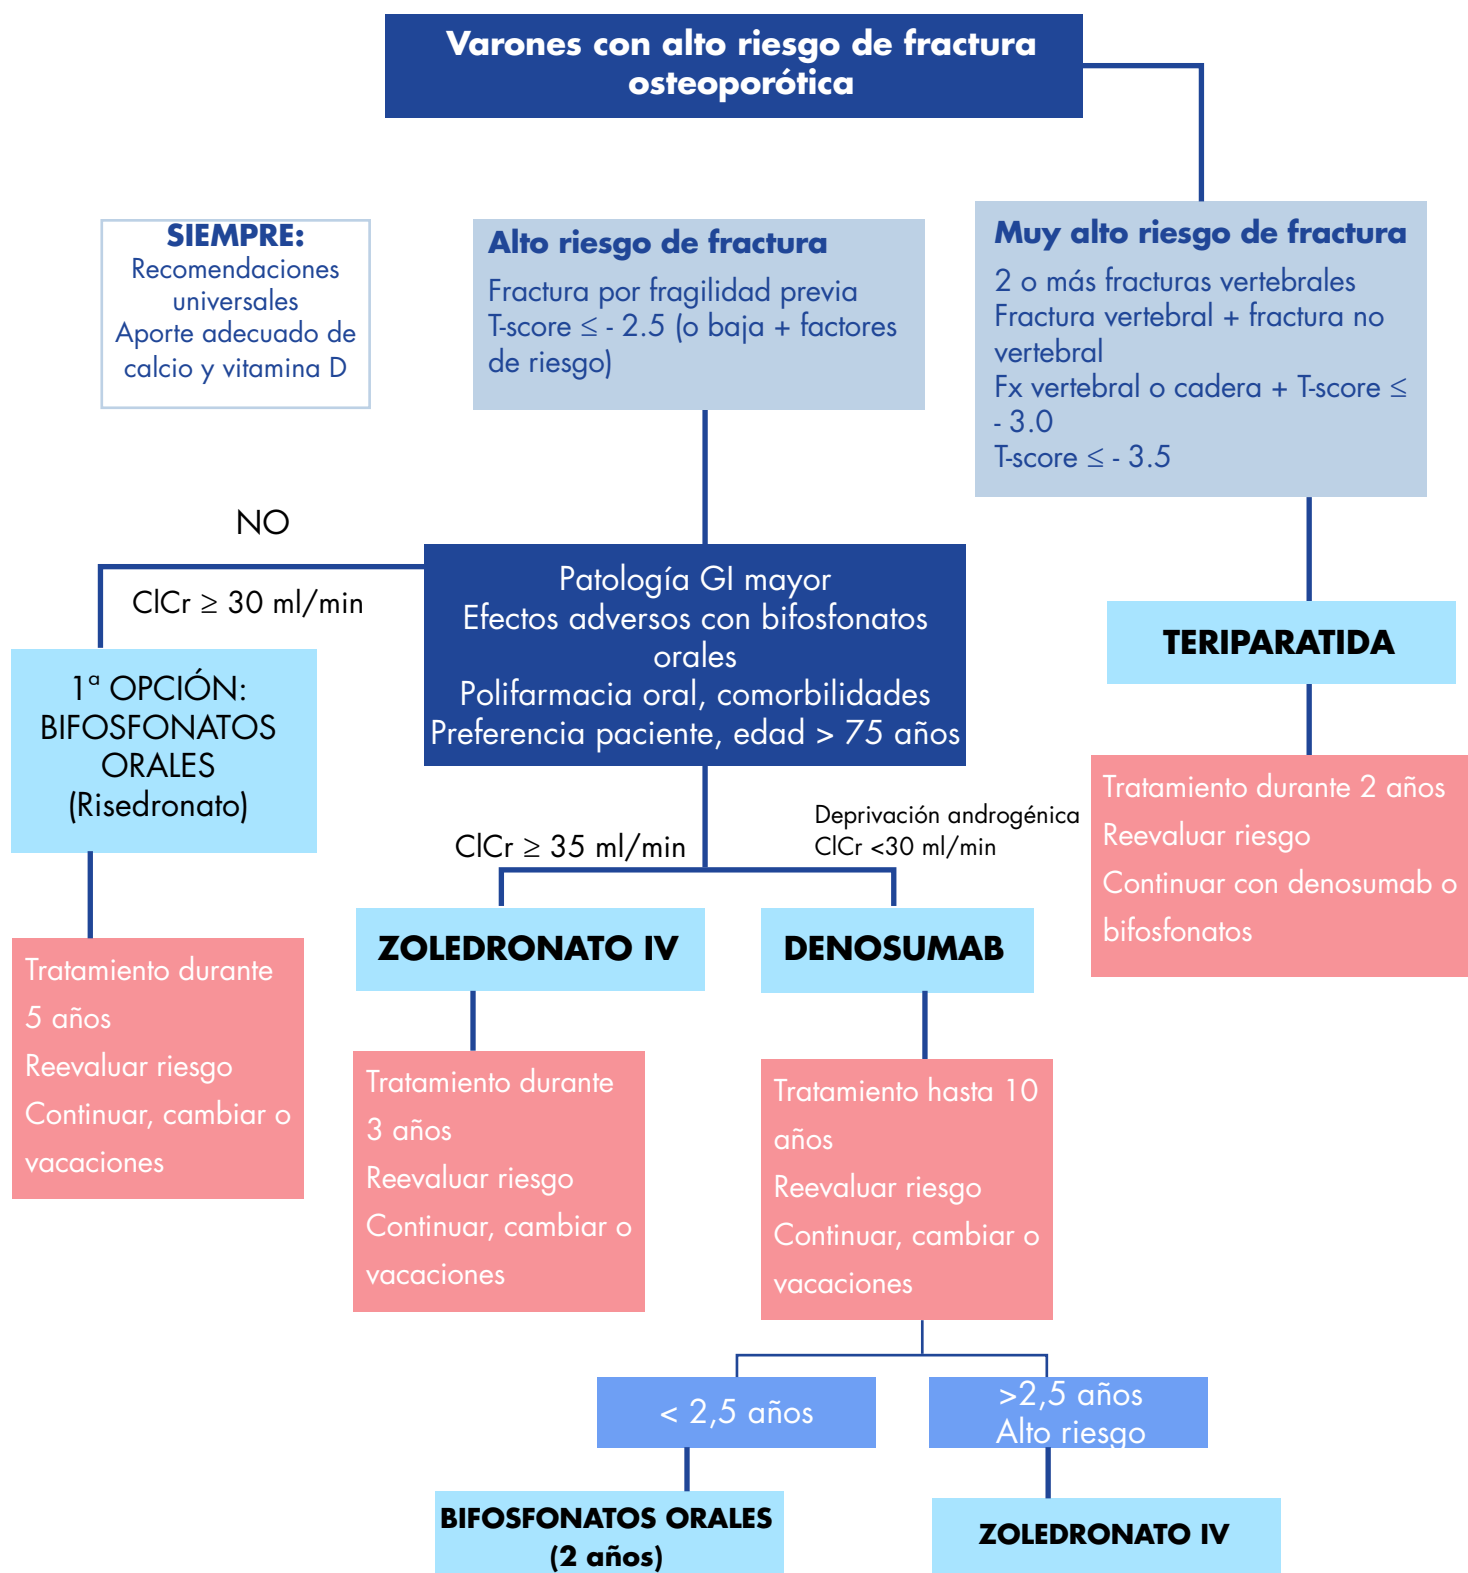 Varones con alto riesgo de fractura
osteoporótica
SIEMPRE:
Recomendaciones
universales
Aporte adecuado de
calcio y vitamina D
Alto riesgo de fractura
Fractura por fragilidad previa
T-score ≤ - 2.5 (o baja + factores
de riesgo)
Muy alto riesgo de fractura
2 o más fracturas vertebrales
Fractura vertebral + fractura no
vertebral
Fx vertebral o cadera + T-score ≤
- 3.0
T-score ≤ - 3.5
NO
ClCr ≥ 30 ml/min
Patología GI mayor
Efectos adversos con bifosfonatos
orales
Polifarmacia oral, comorbilidades
Preferencia paciente, edad > 75 años
TERIPARATIDA
1ª OPCIÓN:
BIFOSFONATOS
ORALES
(Risedronato)
Tratamiento durante 2 años
Reevaluar riesgo
Continuar con denosumab o
bifosfonatos
ClCr ≥ 35 ml/min
Deprivación androgénica
ClCr <30 ml/min
ZOLEDRONATO IV
DENOSUMAB
Tratamiento durante
5 años
Reevaluar riesgo
Continuar, cambiar o
vacaciones
Tratamiento durante
3 años
Reevaluar riesgo
Continuar, cambiar o
vacaciones
Tratamiento hasta 10
años
Reevaluar riesgo
Continuar, cambiar o
vacaciones
< 2,5 años
>2,5 años
Alto riesgo
BIFOSFONATOS ORALES
(2 años)
ZOLEDRONATO IV